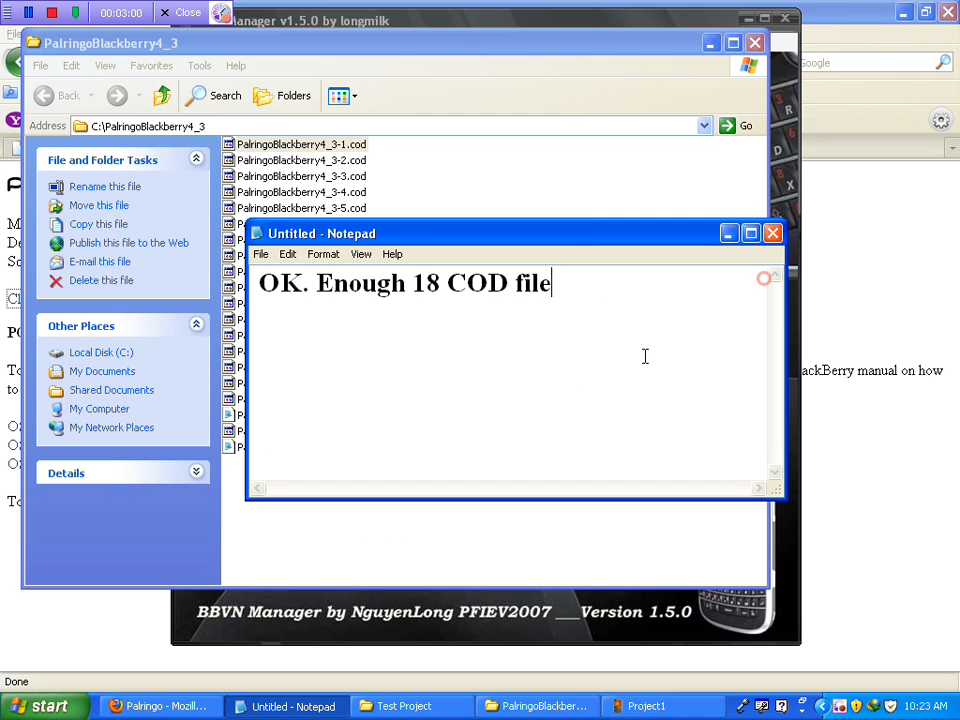 00:03:00
Close
anager v1.5.0 by longmilk
PalringoBlackberry4_3
File Edit View Favorites Tools Help
Back
Search
Folders
Google
Address
C:\PalringoBlackberry4_3
Go
File and Folder Tasks
Rename this file
Move this file
Copy this file
Publish this file to the Web
E-mail this file
Delete this file
Other Places
Local Disk (C:)
My Documents
Shared Documents
My Computer
My Network Places
Details
PalringoBlackberry4_3-1.cod
PalringoBlackberry4_3-2.cod
PalringoBlackberry4_3-3.cod
PalringoBlackberry4_3-4.cod
PalringoBlackberry4_3-5.cod
Untitled - Notepad
File Edit Format View Help
OK. Enough 18 COD file
ackBerry manual on how
to
BBVN Manager by NguyenLong PFIEV2007 ___Version 1.5.0
Done
start
Palringo - Mozill...
Untitled - Notepad
Test Project
PalringoBlackberr...
Project1
10:23 AM